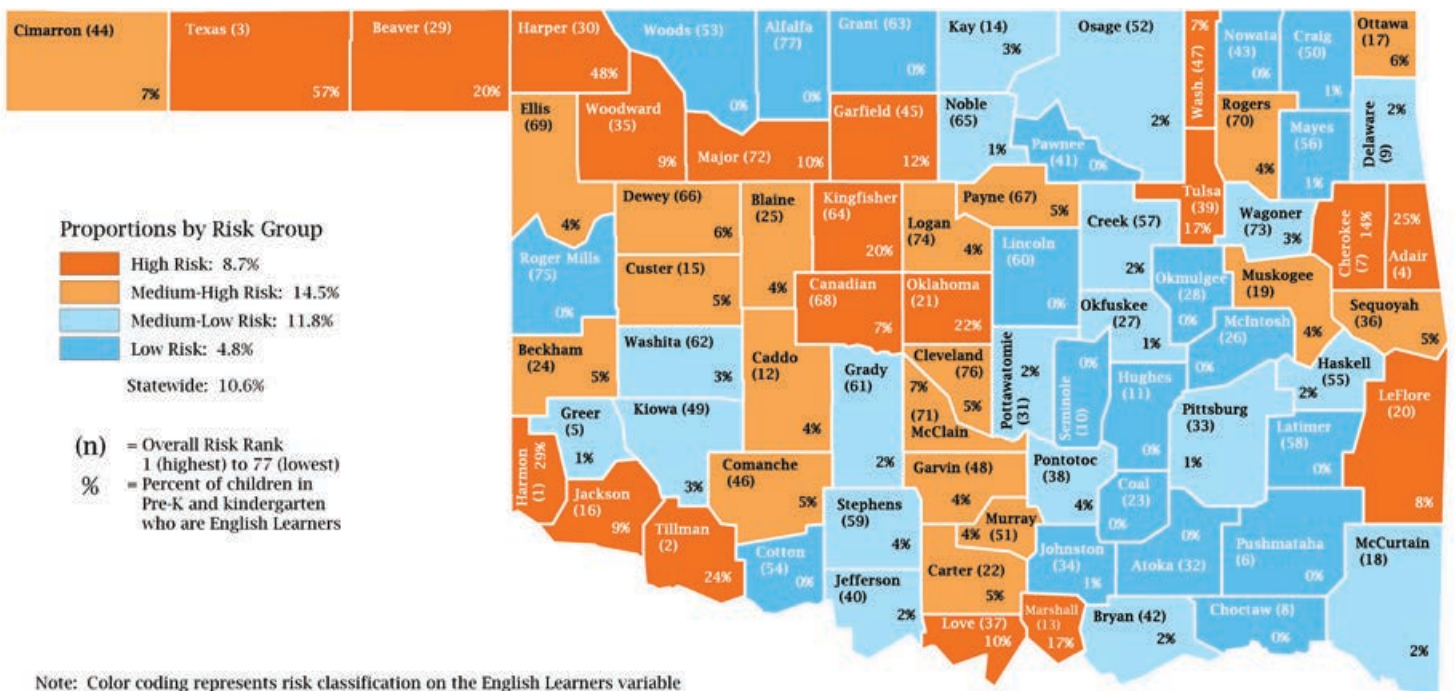 Cimarron (44)
7%
Texas (3)
57%
Beaver (29)
20%
Harper (30)
48%
Woods (53)
0%
Alfalfa
(77)
0%
Grant (63)
0%
Kay (14)
3%
Osage (52)
2%
7%
Wash. (47)
Nowata
(43)
0%
Craig
(50)
1%
Ottawa
(17)
6%
Ellis
(69)
4%
Woodward
(35)
9%
Major (72)
10%
Garfield (45)
12%
Noble
(65)
1%
Pawnee
(41)
0%
Rogers
(70)
4%
Mayes
(56)
1%
2%
Delaware
(9)
Dewey (66)
6%
Blaine
(25)
4%
Kingfisher
(64)
20%
Logan
(74)
4%
Payne (67)
5%
Creek (57)
2%
Tulsa
(39)
17%
Wagoner
(73)
3%
Cherokee
(7) 14%
25%
Adair
(4)
Proportions by Risk Group
High Risk: 8.7%
Medium-High Risk: 14.5%
Medium-Low Risk: 11.8%
Low Risk: 4.8%
Statewide: 10.6%
(n) = Overall Risk Rank
1 (highest) to 77 (lowest)
% = Percent of children in
Pre-K and kindergarten
who are English Learners
Roger Mills
(75)
0%
Custer (15)
5%
Canadian
(68)
7%
Oklahoma
(21)
22%
Lincoln
(60)
0%
Okmulgee
(28)
0%
Muskogee
(19)
4%
Sequoyah
(36)
5%
Okfuskee
(27)
1%
McIntosh
(26)
0%
Beckham
(24)
5%
Washita (62)
3%
Caddo
(12)
4%
Grady
(61)
2%
Cleveland
(76)
5%
7%
(71)
McClain
Pottawatomie
(31)
2%
0%
Seminole
(10)
Hughes
(11)
0%
Pittsburg
(33)
1%
Haskell
(55)
2%
LeFlore
(20)
8%
Latimer
(58)
0%
Greer
(5)
1%
Kiowa (49)
3%
Harmon
(1) 29%
Jackson
(16)
9%
Tillman
(2)
24%
Comanche
(46)
5%
Cotton
(54)
0%
Stephens
(59)
4%
Jefferson
(40)
2%
Garvin (48)
4%
Murray
(51)
4%
Pontotoc
(38)
4%
Coal
(23)
0%
Carter (22)
5%
Johnston
(34)
1%
0%
Atoka (32)
Pushmataha
(6)
0%
McCurtain
(18)
2%
Love (37)
10%
Marshall
(13)
17%
Bryan (42)
2%
Choctaw (8)
0%
Note: Color coding represents risk classification on the English Learners variable